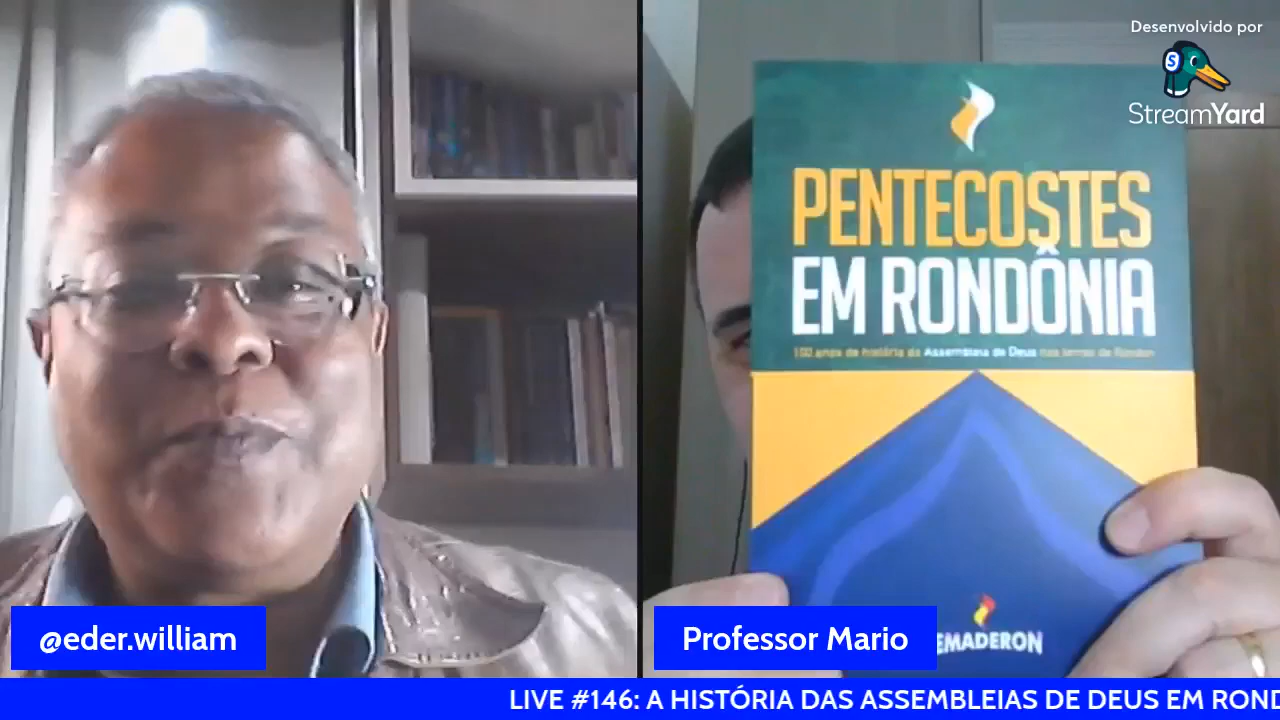 Desenvolvido por
StreamYard
PENTECOSTES
EM RONDÔNIA
100 anos de história da Assembleia de Deus nas terras de Rondon
EMADERON
@eder.william
Professor Mario
LIVE #146: A HISTÓRIA DAS ASSEMBLEIAS DE DEUS EM ROND